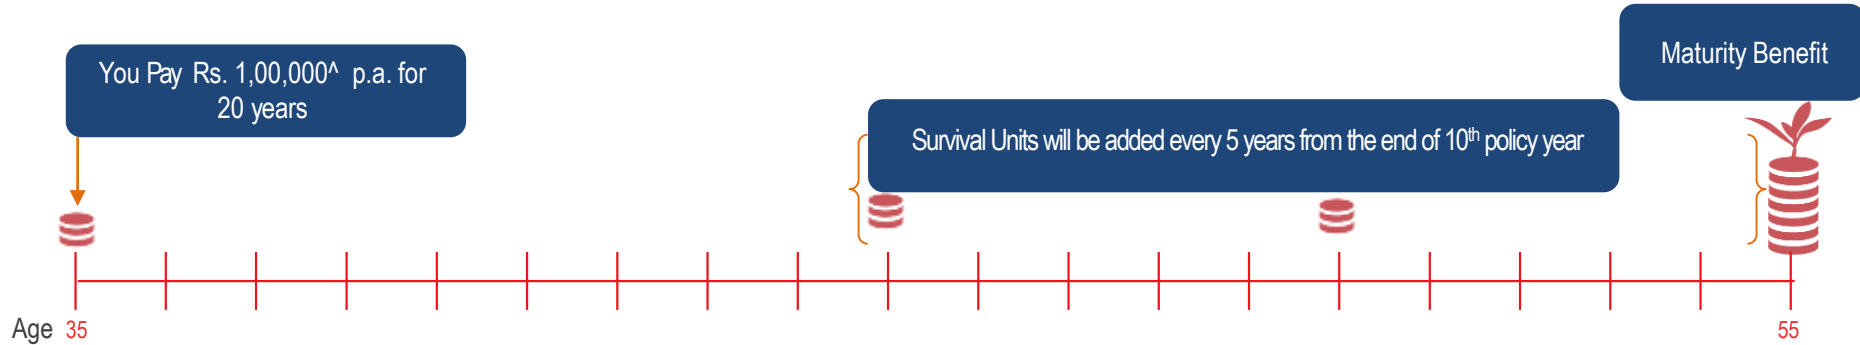 You Pay Rs. 1,00,000^ p.a. for
20 years
Survival Units will be added every 5 years from the end of 10th policy year
Maturity Benefit
Age 35
55